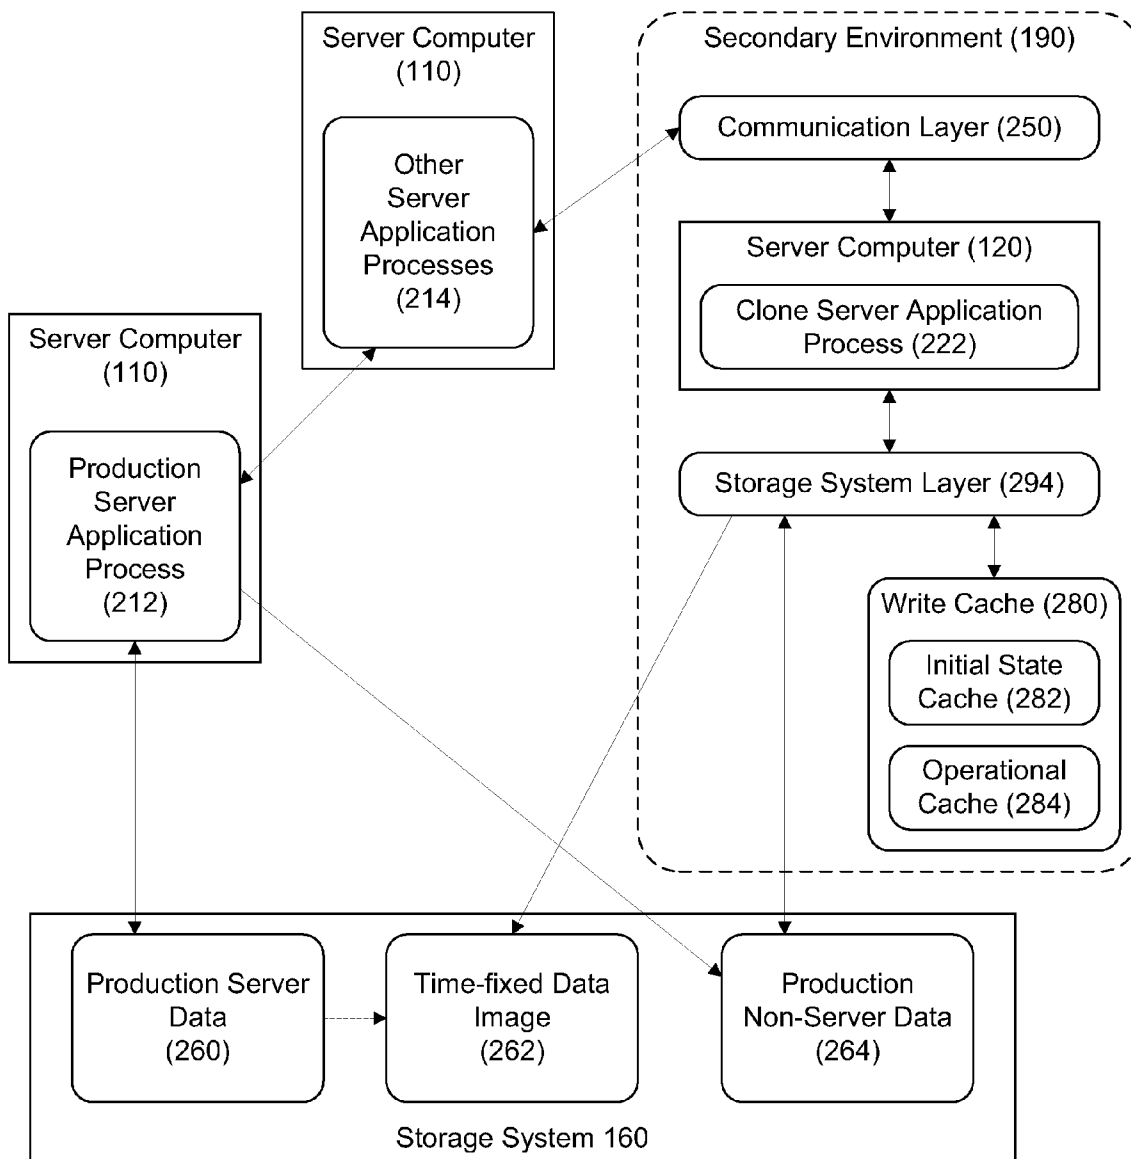 Server Computer
(110)
Other
Server
Application
Processes
(214)
Secondary Environment (190)
Communication Layer (250)
Server Computer (120)
Clone Server Application
Process (222)
Storage System Layer (294)
Write Cache (280)
Initial State
Cache (282)
Operational
Cache (284)
Server Computer
(110)
Production
Server
Application
Process
(212)
Production Server
Data
(260)
Time-fixed Data
Image
(262)
Production
Non-Server Data
(264)
Storage System 160